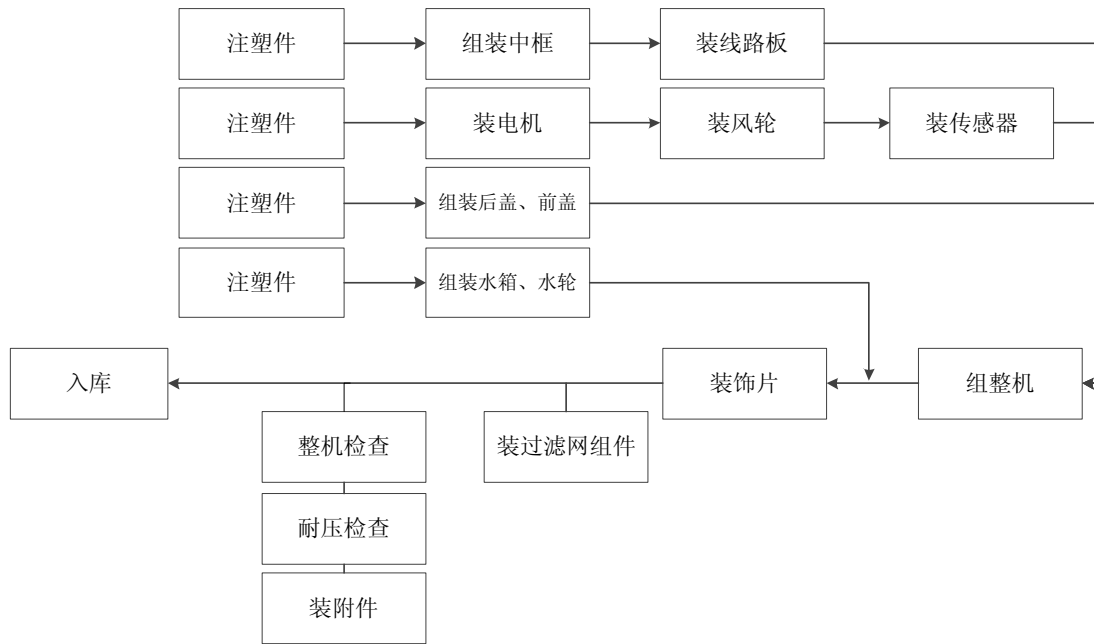 注塑件
组装中框
装线路板
注塑件
装电机
装风轮
装传感器
注塑件
组装后盖、前盖
注塑件
组装水箱、水轮
入库
装饰片
组整机
整机检查
装过滤网组件
耐压检查
装附件